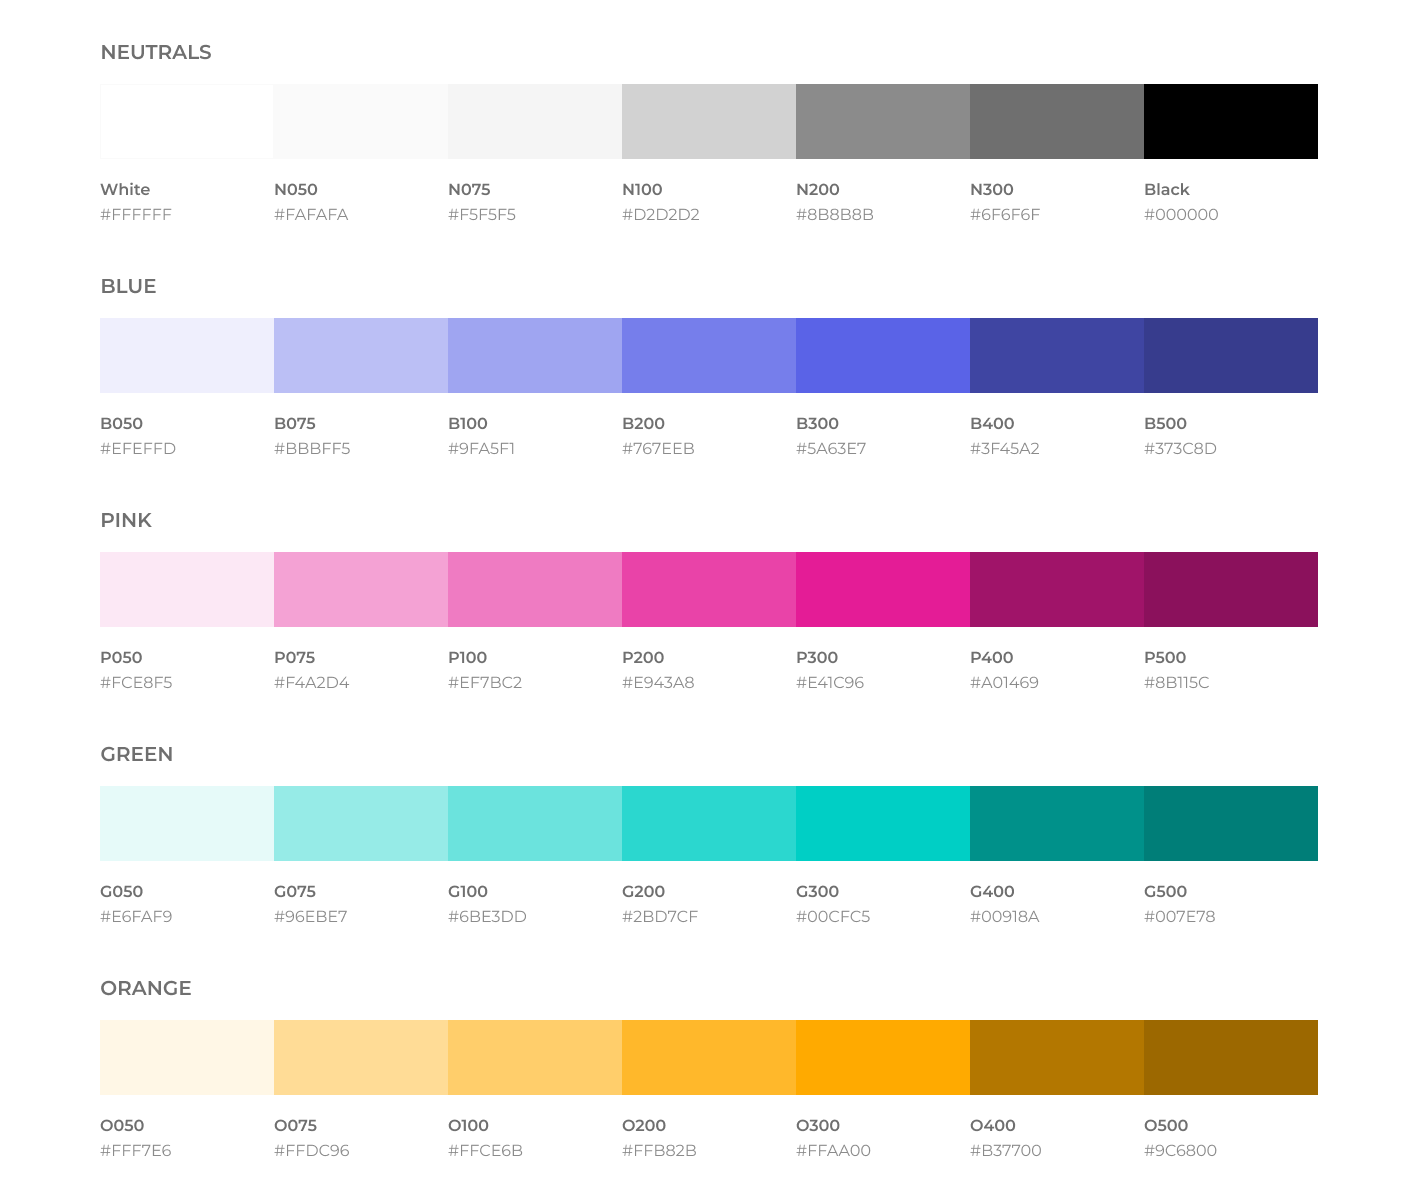 NEUTRALS
White N050 N075 N100 N200 N300 Black
#FFFFFF #FAFAFA #F5F5F5 #D2D2D2 #8B8B8B #6F6F6F #000000
BLUE
B050 B075 B100 B200 B300 B400 B500
#EFEFFD #BBBFF5 #9FA5F1 #767EEB #5A63E7 #3F45A2 #373C8D
PINK
P050 P075 P100 P200 P300 P400 P500
#FCE8F5 #F4A2D4 #EF7BC2 #E943A8 #E41C96 #A01469 #8B115C
GREEN
G050 G075 G100 G200 G300 G400 G500
#E6FAF9 #96EBE7 #6BE3DD #2BD7CF #00CFC5 #00918A #007E78
ORANGE
O050 O075 O100 O200 O300 O400 O500
#FFF7E6 #FFDC96 #FFCE6B #FFB82B #FFAA00 #B37700 #9C6800